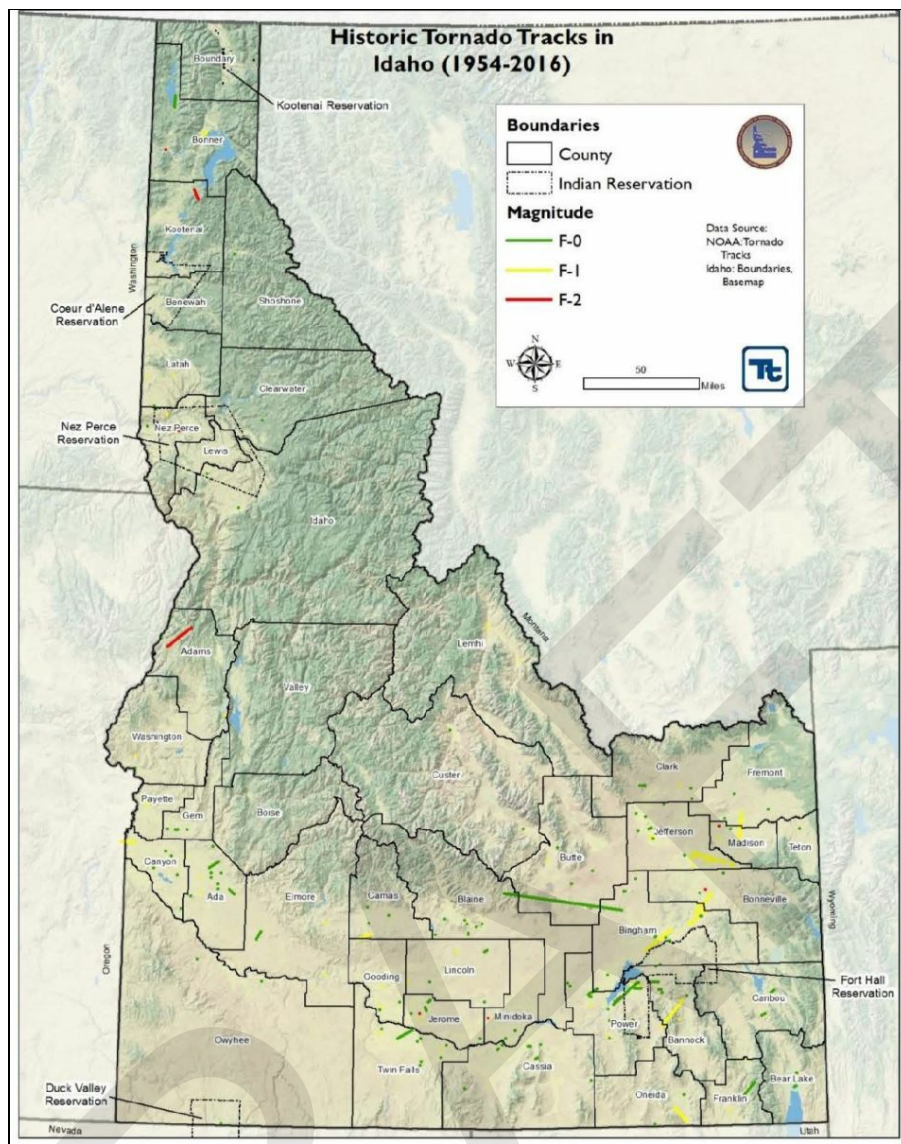 Historic Tornado Tracks in
Idaho (1954-2016)
Boundary
Kootenai Reservation
Bonner
Boundaries
County
Indian Reservation
Magnitude
F-0
F-1
F-2
Data Source:
NOAA:Tornado
Tracks
Idaho: Boundaries,
Basemap
N
W
E
S
50
Miles
Tt
Kootenai
Washington
Coeur d'Alene
Reservation
Benewah
Shoshone
Latah
Clearwater
Nez Perce
Reservation
Nez Perce
Lewis
Idaho
Montana
Adams
Lemhi
Valley
Washington
Custer
Clark
Fremont
Payette
Gem
Boise
Jefferson
Madison
Teton
Butte
Canyon
Ada
Elmore
Camas
Blaine
Bonneville
Wyoming
Bingham
Oregon
Gooding
Lincoln
Fort Hall
Reservation
Caribou
Jerome
Minidoka
Power
Bannock
Owyhee
Twin Falls
Cassia
Oneida
Franklin
Bear Lake
Duck Valley
Reservation
Nevada
Utah